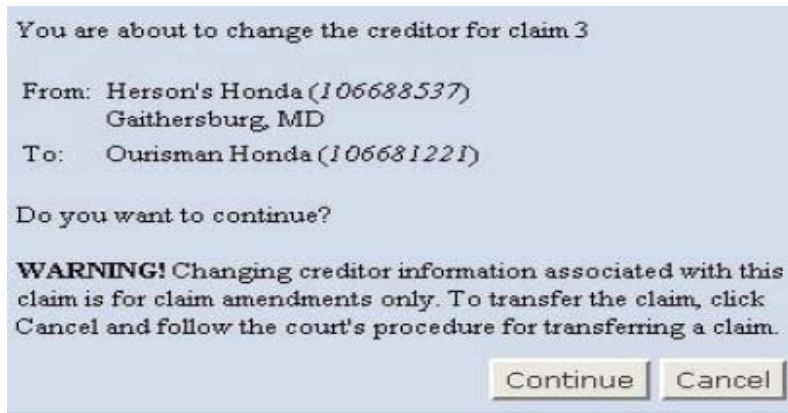 You are about to change the creditor for claim 3
From: Herson's Honda (106688537)
Gaithersburg, MD
To: Ourisman Honda (106681221)
Do you want to continue?
WARNING! Changing creditor information associated with this
claim is for claim amendments only. To transfer the claim, click
Cancel and follow the court's procedure for transferring a claim.
Continue Cancel